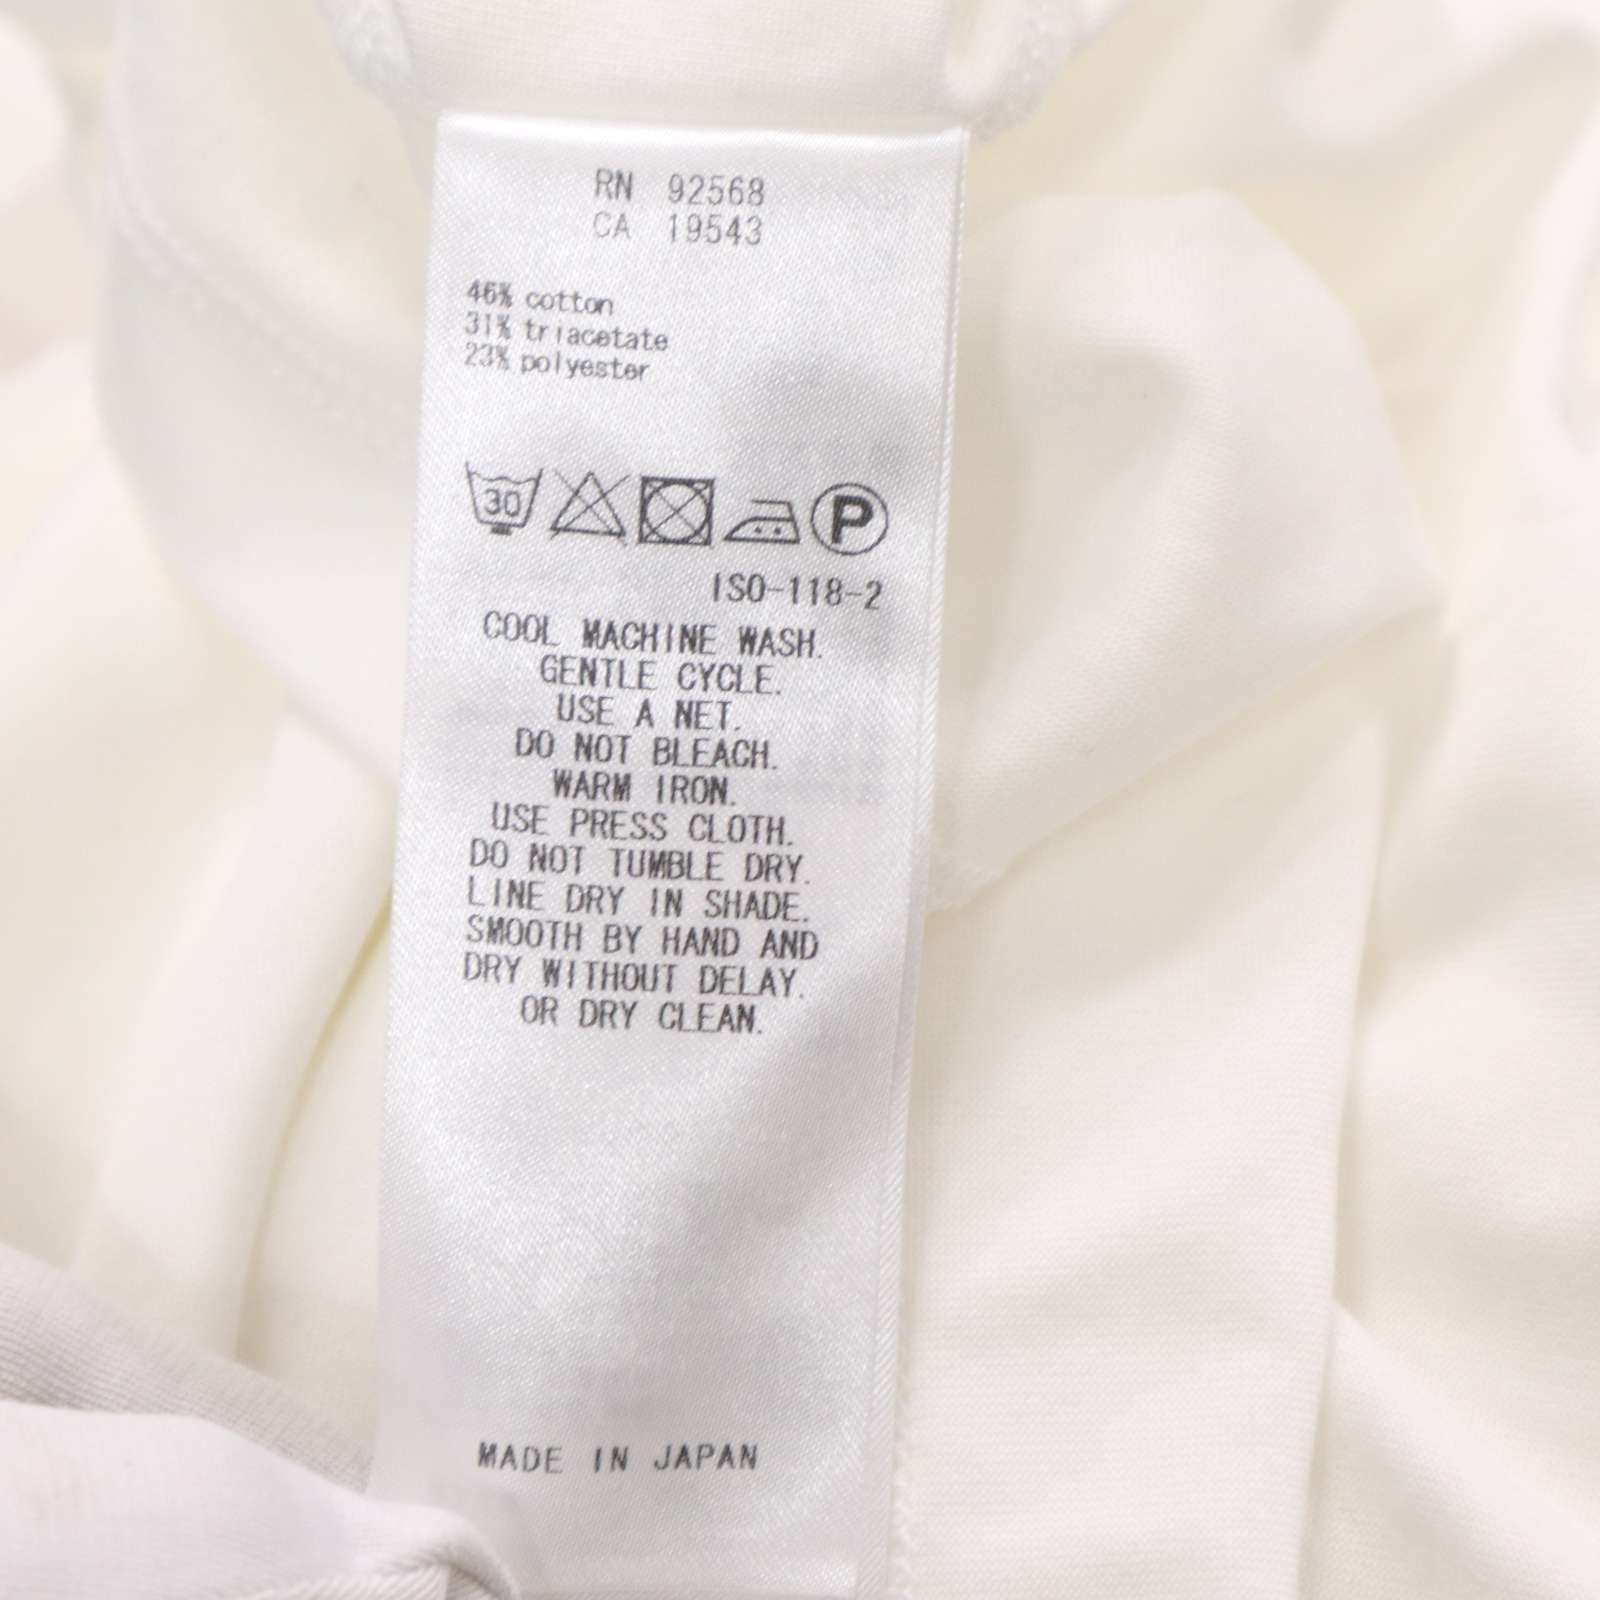 RN 92568
CA 19543
46% cotton
31% triacetate
23% polyester
30 P
ISO-118-2
COOL MACHINE WASH.
GENTLE CYCLE.
USE A NET.
DO NOT BLEACH.
WARM IRON.
USE PRESS CLOTH.
DO NOT TUMBLE DRY.
LINE DRY IN SHADE.
SMOOTH BY HAND AND
DRY WITHOUT DELAY.
OR DRY CLEAN.
MADE IN JAPAN